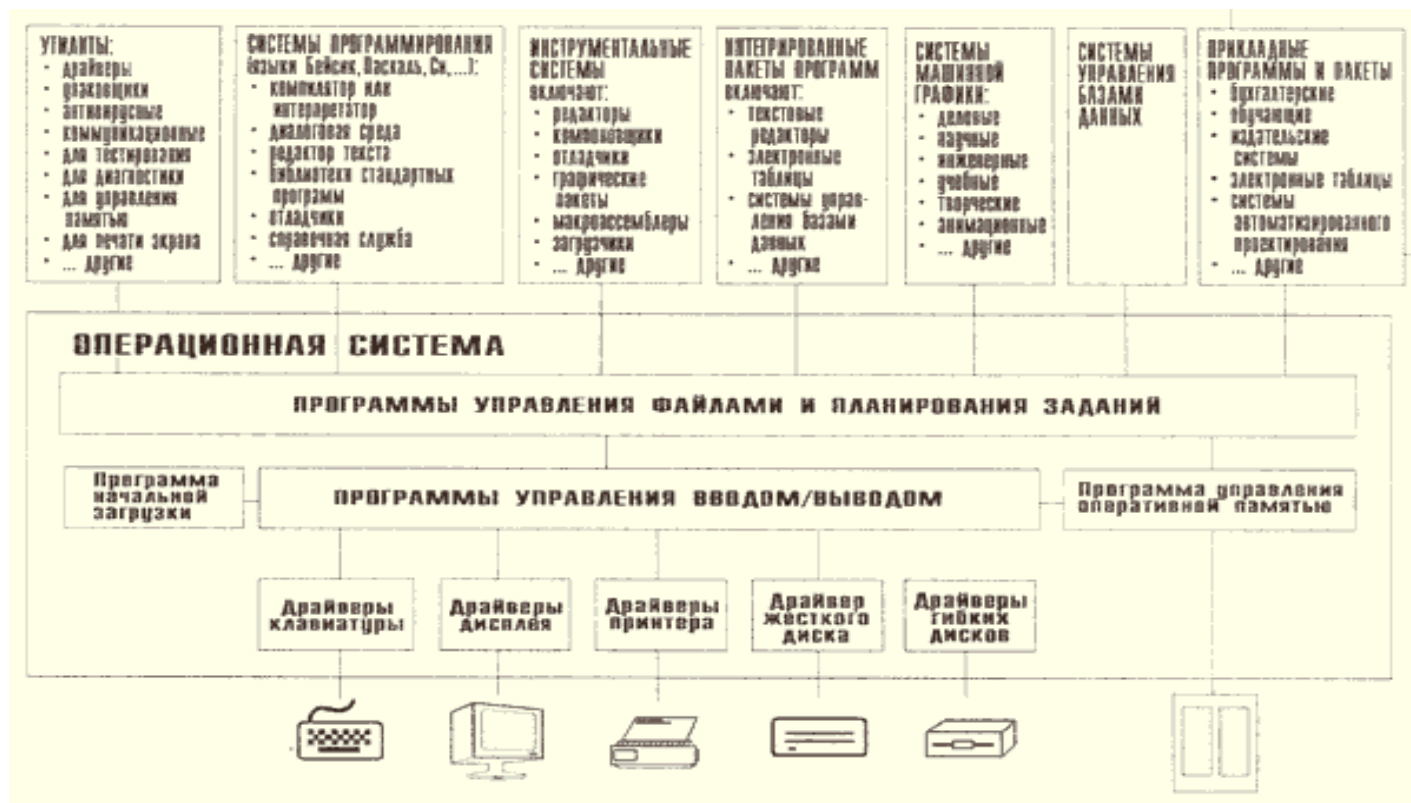 УТИЛИТЫ:
• драйверы
• упаковщики
• антивирусные
• коммуникационные
• для тестирования
• для диагностики
• для управления
памятью
• для печати экрана
• ... другие
СИСТЕМЫ ПРОГРАММИРОВАНИЯ
(языки Бейсик, Паскаль, Си, ...):
• компилятор или
интерпретатор
• диалоговая среда
• редактор текста
• библиотеки стандартных
программ
• отладчики
• справочная служба
• ... другие
ИНСТРУМЕНТАЛЬНЫЕ
СИСТЕМЫ
включают:
• редакторы
• компоновщики
• отладчики
• графические
пакеты
• макроассемблеры
• загрузчики
• ... другие
ИНТЕГРИРОВАННЫЕ
ПАКЕТЫ ПРОГРАММ
включают:
• текстовые
редакторы
• электронные
таблицы
• системы управ-
ления базами
данных
• ... другие
СИСТЕМЫ
МАШИННОЙ
ГРАФИКИ:
• деловые
• научные
• инженерные
• учебные
• творческие
• анимационные
• ... другие
СИСТЕМЫ
УПРАВЛЕНИЯ
БАЗАМИ
ДАННЫХ
ПРИКЛАДНЫЕ
ПРОГРАММЫ И ПАКЕТЫ
• бухгалтерские
• обучающие
• издательские
системы
• электронные таблицы
• системы
автоматизированного
проектирования
• ... другие
ОПЕРАЦИОННАЯ СИСТЕМА
ПРОГРАММЫ УПРАВЛЕНИЯ ФАЙЛАМИ И ПЛАНИРОВАНИЯ ЗАДАНИЙ
Программа
начальной
загрузки
ПРОГРАММЫ УПРАВЛЕНИЯ ВВОДОМ/ВЫВОДОМ
Программа управления
оперативной памятью
Драйверы
клавиатуры
Драйверы
дисплея
Драйверы
принтера
Драйвер
жёсткого
диска
Драйверы
гибких
дисков